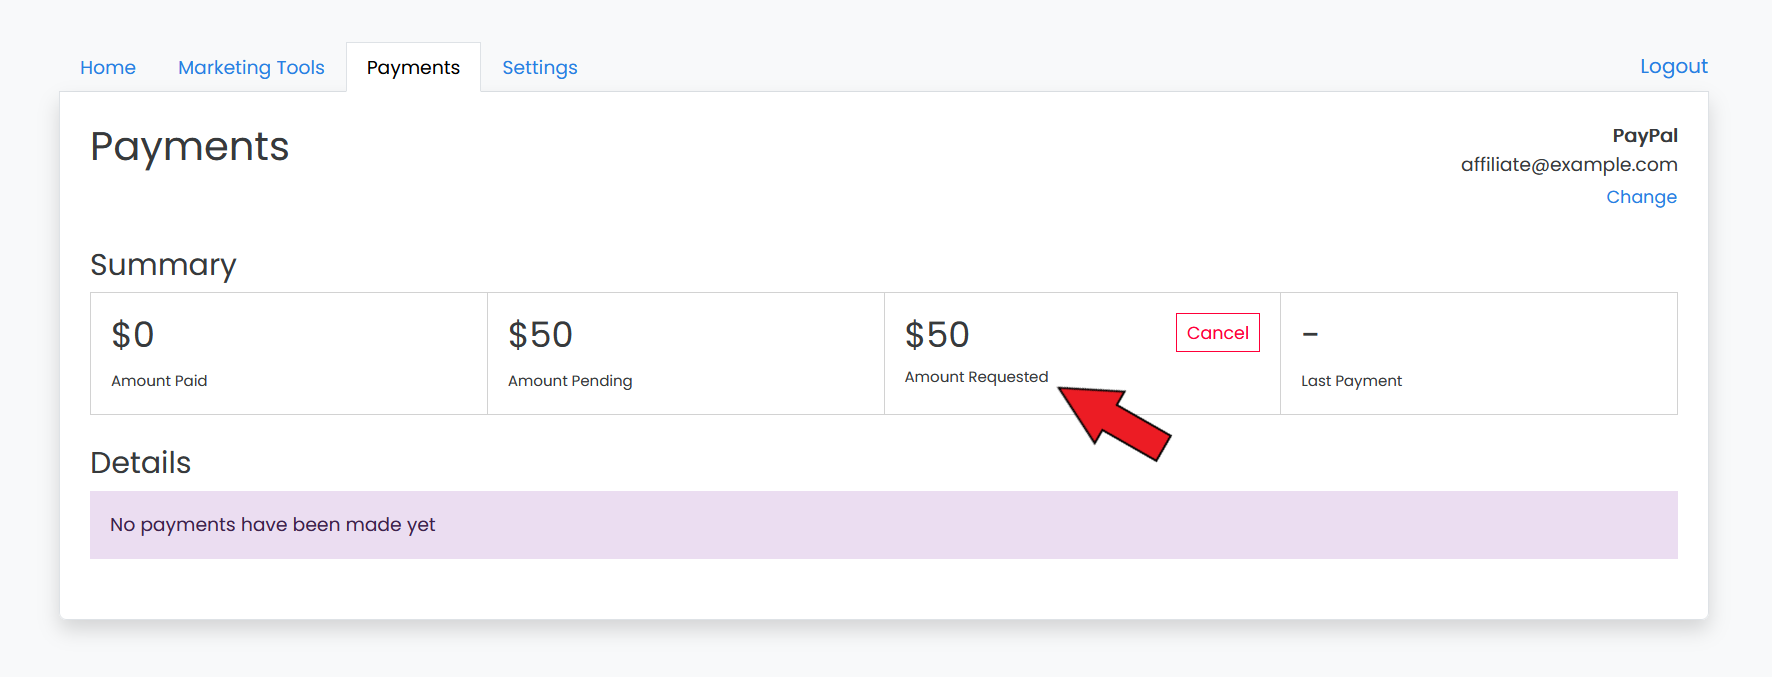 Home Marketing Tools Payments Settings Logout
Payments
PayPal
affiliate@example.com
Change
Summary
$0 $50 $50 Cancel -
Amount Paid Amount Pending Amount Requested Last Payment
Details
No payments have been made yet